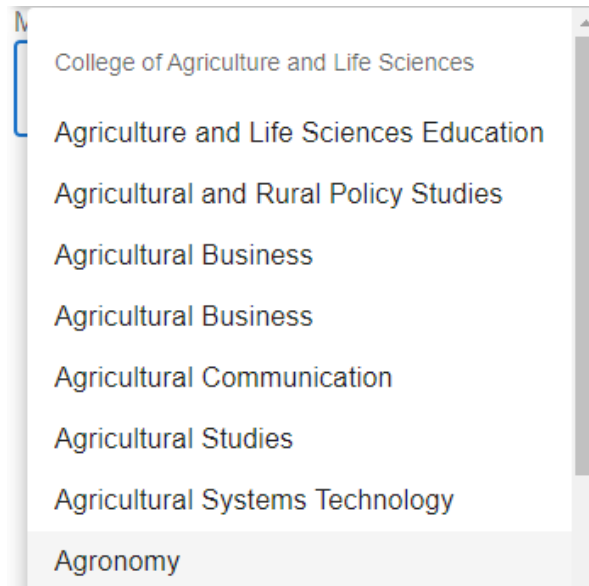 College of Agriculture and Life Sciences
Agriculture and Life Sciences Education
Agricultural and Rural Policy Studies
Agricultural Business
Agricultural Business
Agricultural Communication
Agricultural Studies
Agricultural Systems Technology
Agronomy